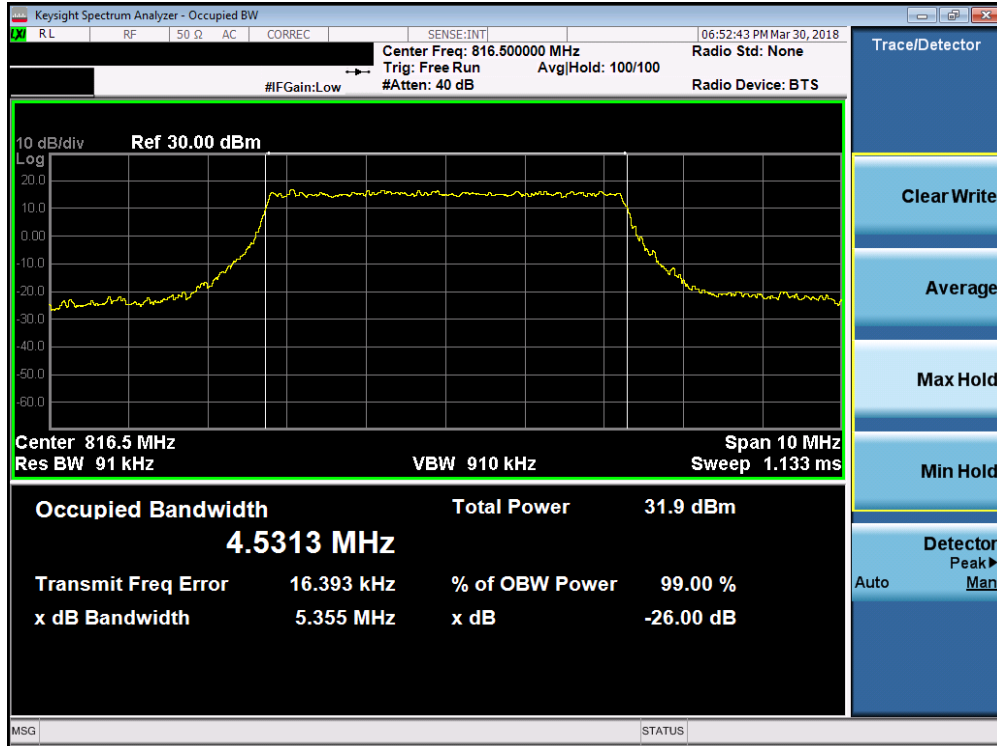 Keysight Spectrum Analyzer - Occupied BW
LXI RL RF 50 Ω AC CORREC SENSE:INT 06:52:43 PM Mar 30, 2018
Center Freq: 816.500000 MHz Radio Std: None
Trig: Free Run Avg|Hold: 100/100
#IFGain:Low #Atten: 40 dB Radio Device: BTS
Trace/Detector
10 dB/div Ref 30.00 dBm
Log
20.0
10.0
0.00
-10.0
-20.0
-30.0
-40.0
-50.0
-60.0
Center 816.5 MHz Span 10 MHz
Res BW 91 kHz VBW 910 kHz Sweep 1.133 ms
Occupied Bandwidth Total Power 31.9 dBm
4.5313 MHz
Transmit Freq Error 16.393 kHz % of OBW Power 99.00 %
x dB Bandwidth 5.355 MHz x dB -26.00 dB
Clear Write
Average
Max Hold
Min Hold
Detector
Peak▶
Auto Man
MSG STATUS